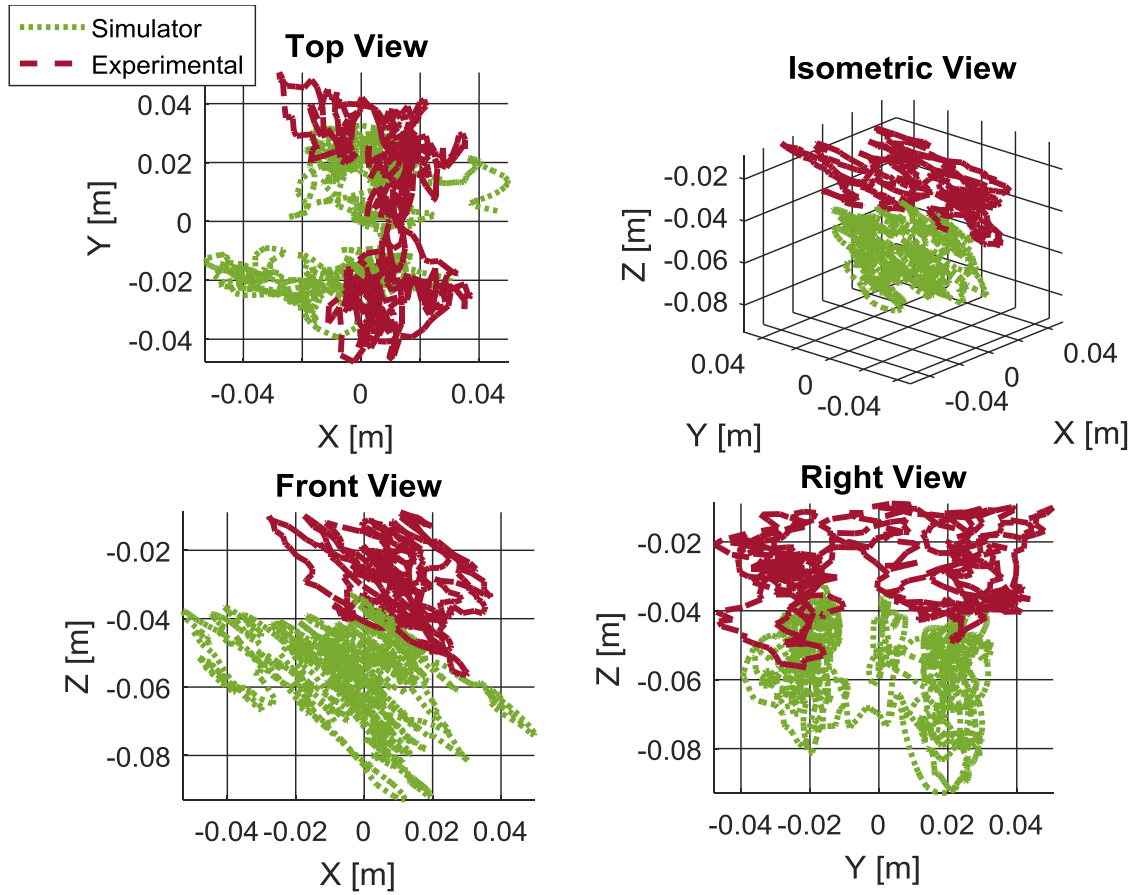 Simulator
Experimental
Top View
0.04
0.02
0
-0.02
-0.04
Y [m]
-0.04 0 0.04
X [m]
Isometric View
-0.02
-0.04
-0.06
-0.08
Z [m]
0.04 0 -0.04
Y [m]
-0.04 0 0.04
X [m]
Front View
-0.02
-0.04
-0.06
-0.08
Z [m]
-0.04 -0.02 0 0.02 0.04
X [m]
Right View
-0.02
-0.04
-0.06
-0.08
Z [m]
-0.04 -0.02 0 0.02 0.04
Y [m]